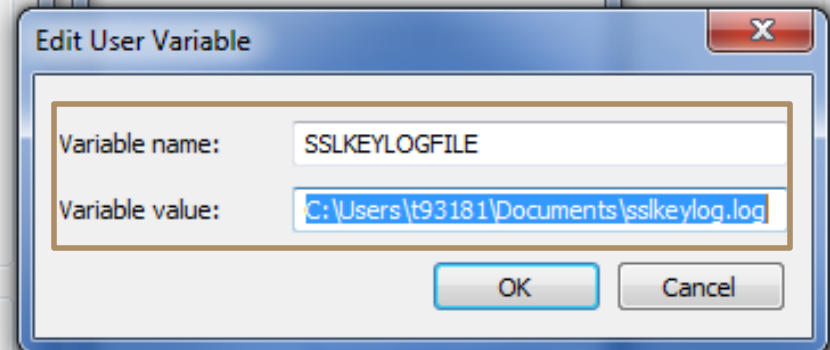 Edit User Variable
Variable name: SSLKEYLOGFILE
Variable value: C:\Users\t93181\Documents\sslkeylog.log
OK Cancel